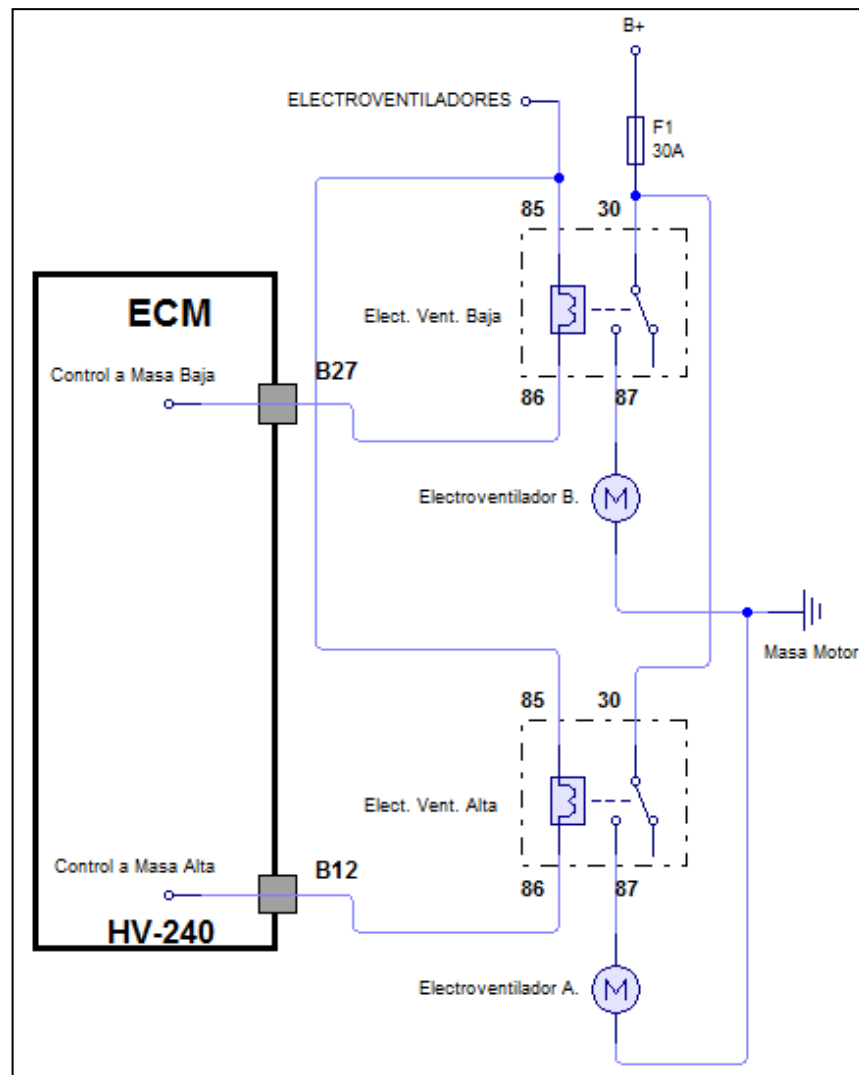 B+
ELECTROVENTILADORES
F1
30A
85
30
ECM
Elect. Vent. Baja
Control a Masa Baja
B27
86
87
Electroventilador B.
Masa Motor
85
30
Elect. Vent. Alta
Control a Masa Alta
B12
86
87
HV-240
Electroventilador A.
M
M